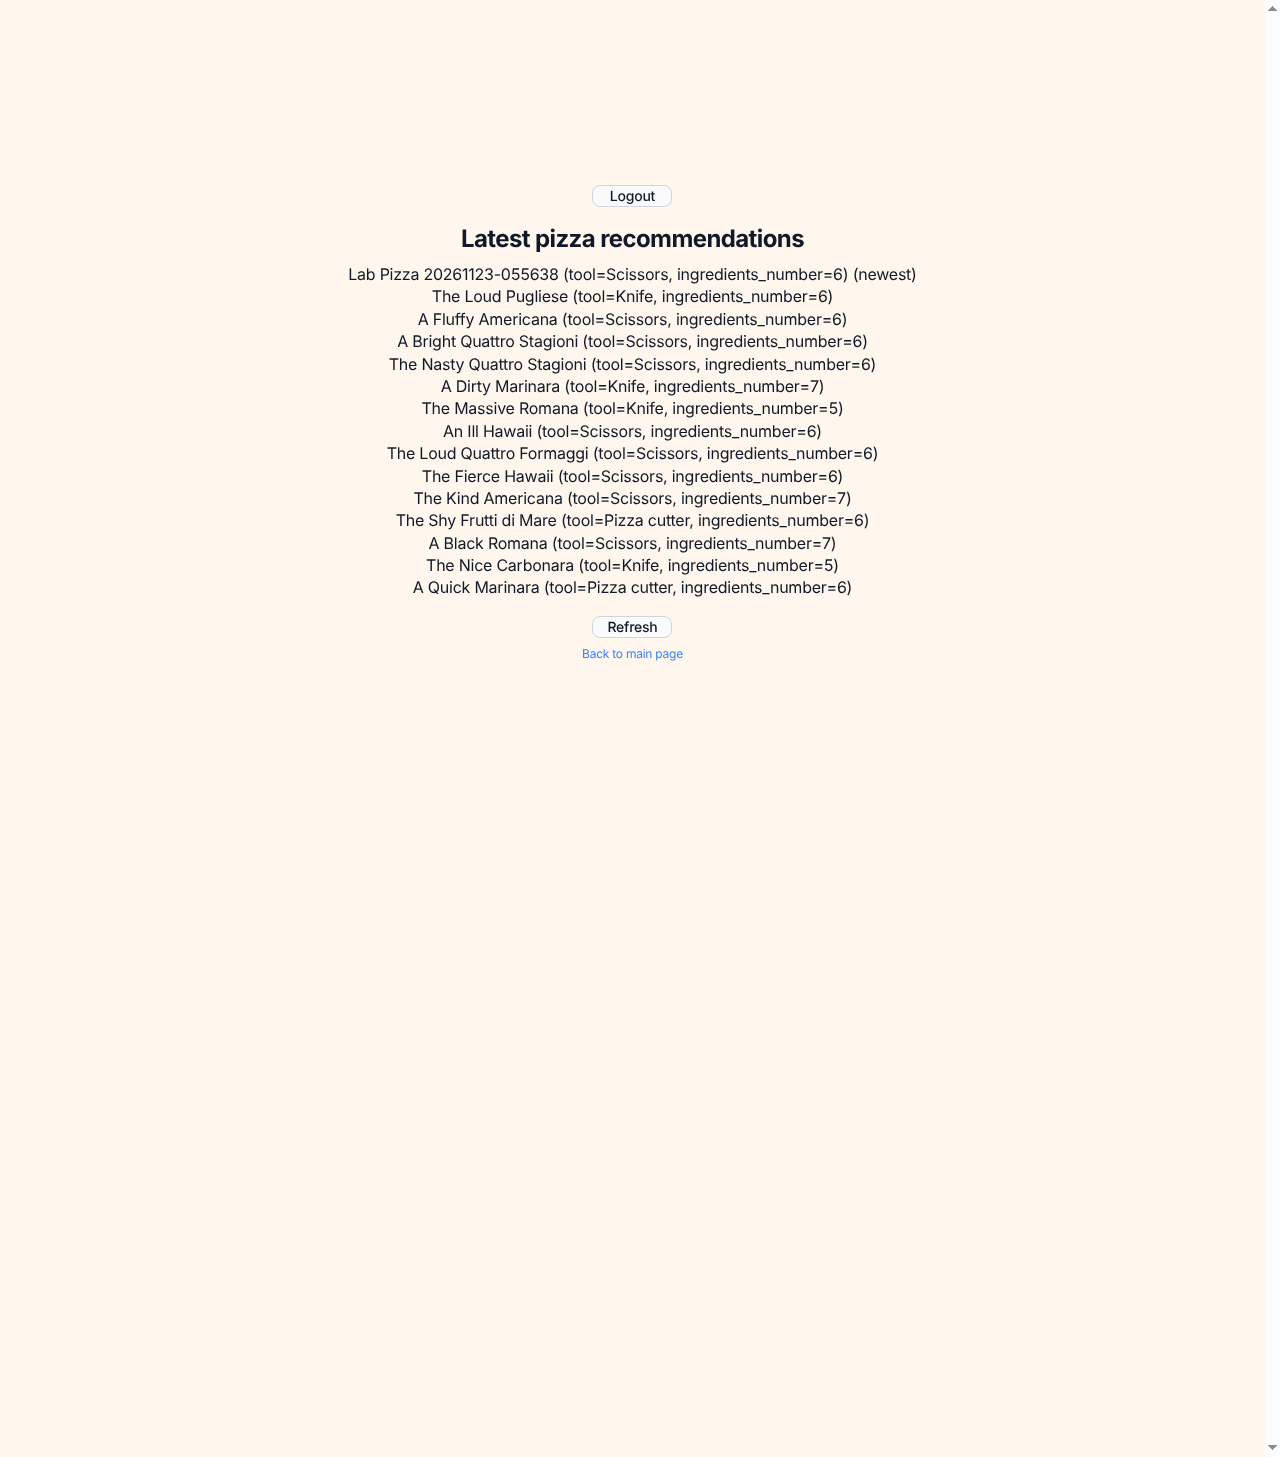 Logout
Latest pizza recommendations
Lab Pizza 20261123-055638 (tool=Scissors, ingredients_number=6) (newest)
The Loud Pugliese (tool=Knife, ingredients_number=6)
A Fluffy Americana (tool=Scissors, ingredients_number=6)
A Bright Quattro Stagioni (tool=Scissors, ingredients_number=6)
The Nasty Quattro Stagioni (tool=Scissors, ingredients_number=6)
A Dirty Marinara (tool=Knife, ingredients_number=7)
The Massive Romana (tool=Knife, ingredients_number=5)
An Ill Hawaii (tool=Scissors, ingredients_number=6)
The Loud Quattro Formaggi (tool=Scissors, ingredients_number=6)
The Fierce Hawaii (tool=Scissors, ingredients_number=6)
The Kind Americana (tool=Scissors, ingredients_number=7)
The Shy Frutti di Mare (tool=Pizza cutter, ingredients_number=6)
A Black Romana (tool=Scissors, ingredients_number=7)
The Nice Carbonara (tool=Knife, ingredients_number=5)
A Quick Marinara (tool=Pizza cutter, ingredients_number=6)
Refresh
Back to main page